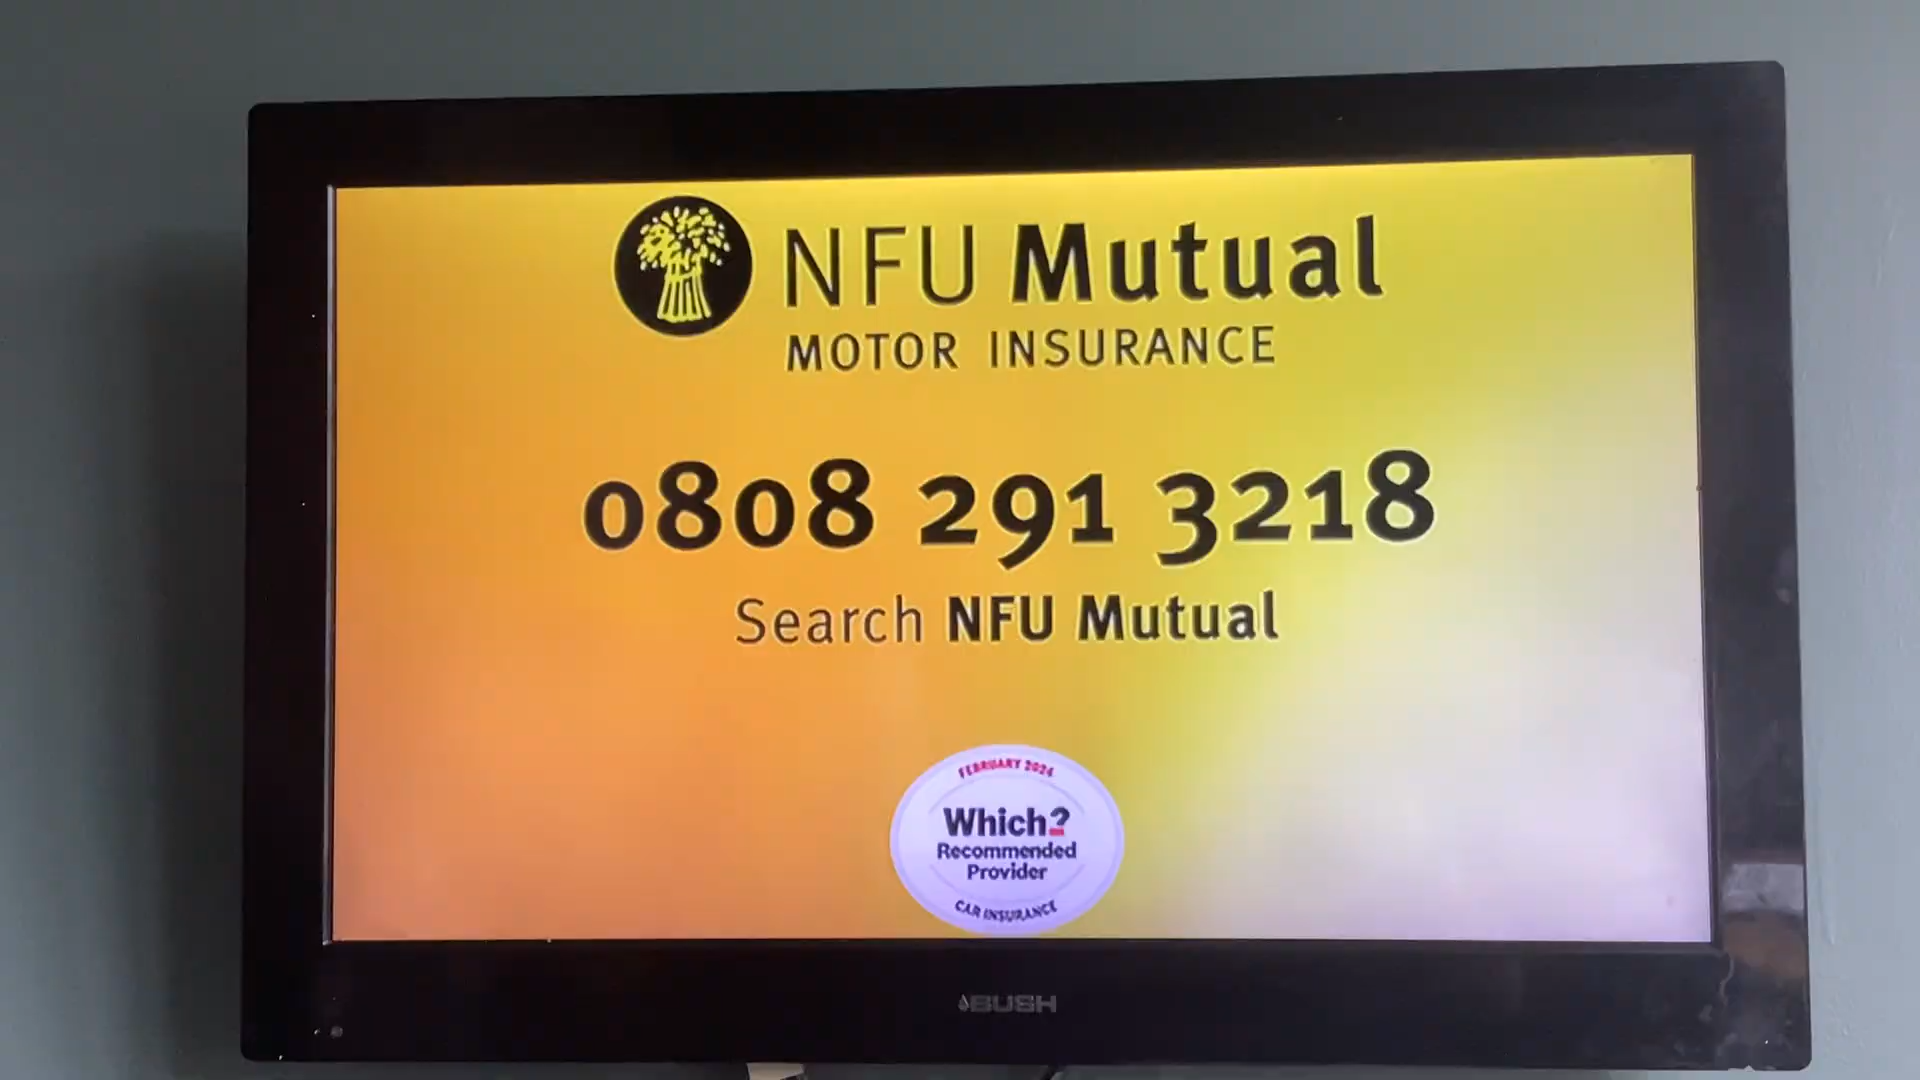 NFU Mutual
MOTOR INSURANCE
0808 291 3218
Search NFU Mutual
FEBRUARY 2024
Which?
Recommended
Provider
CAR INSURANCE
BUSH